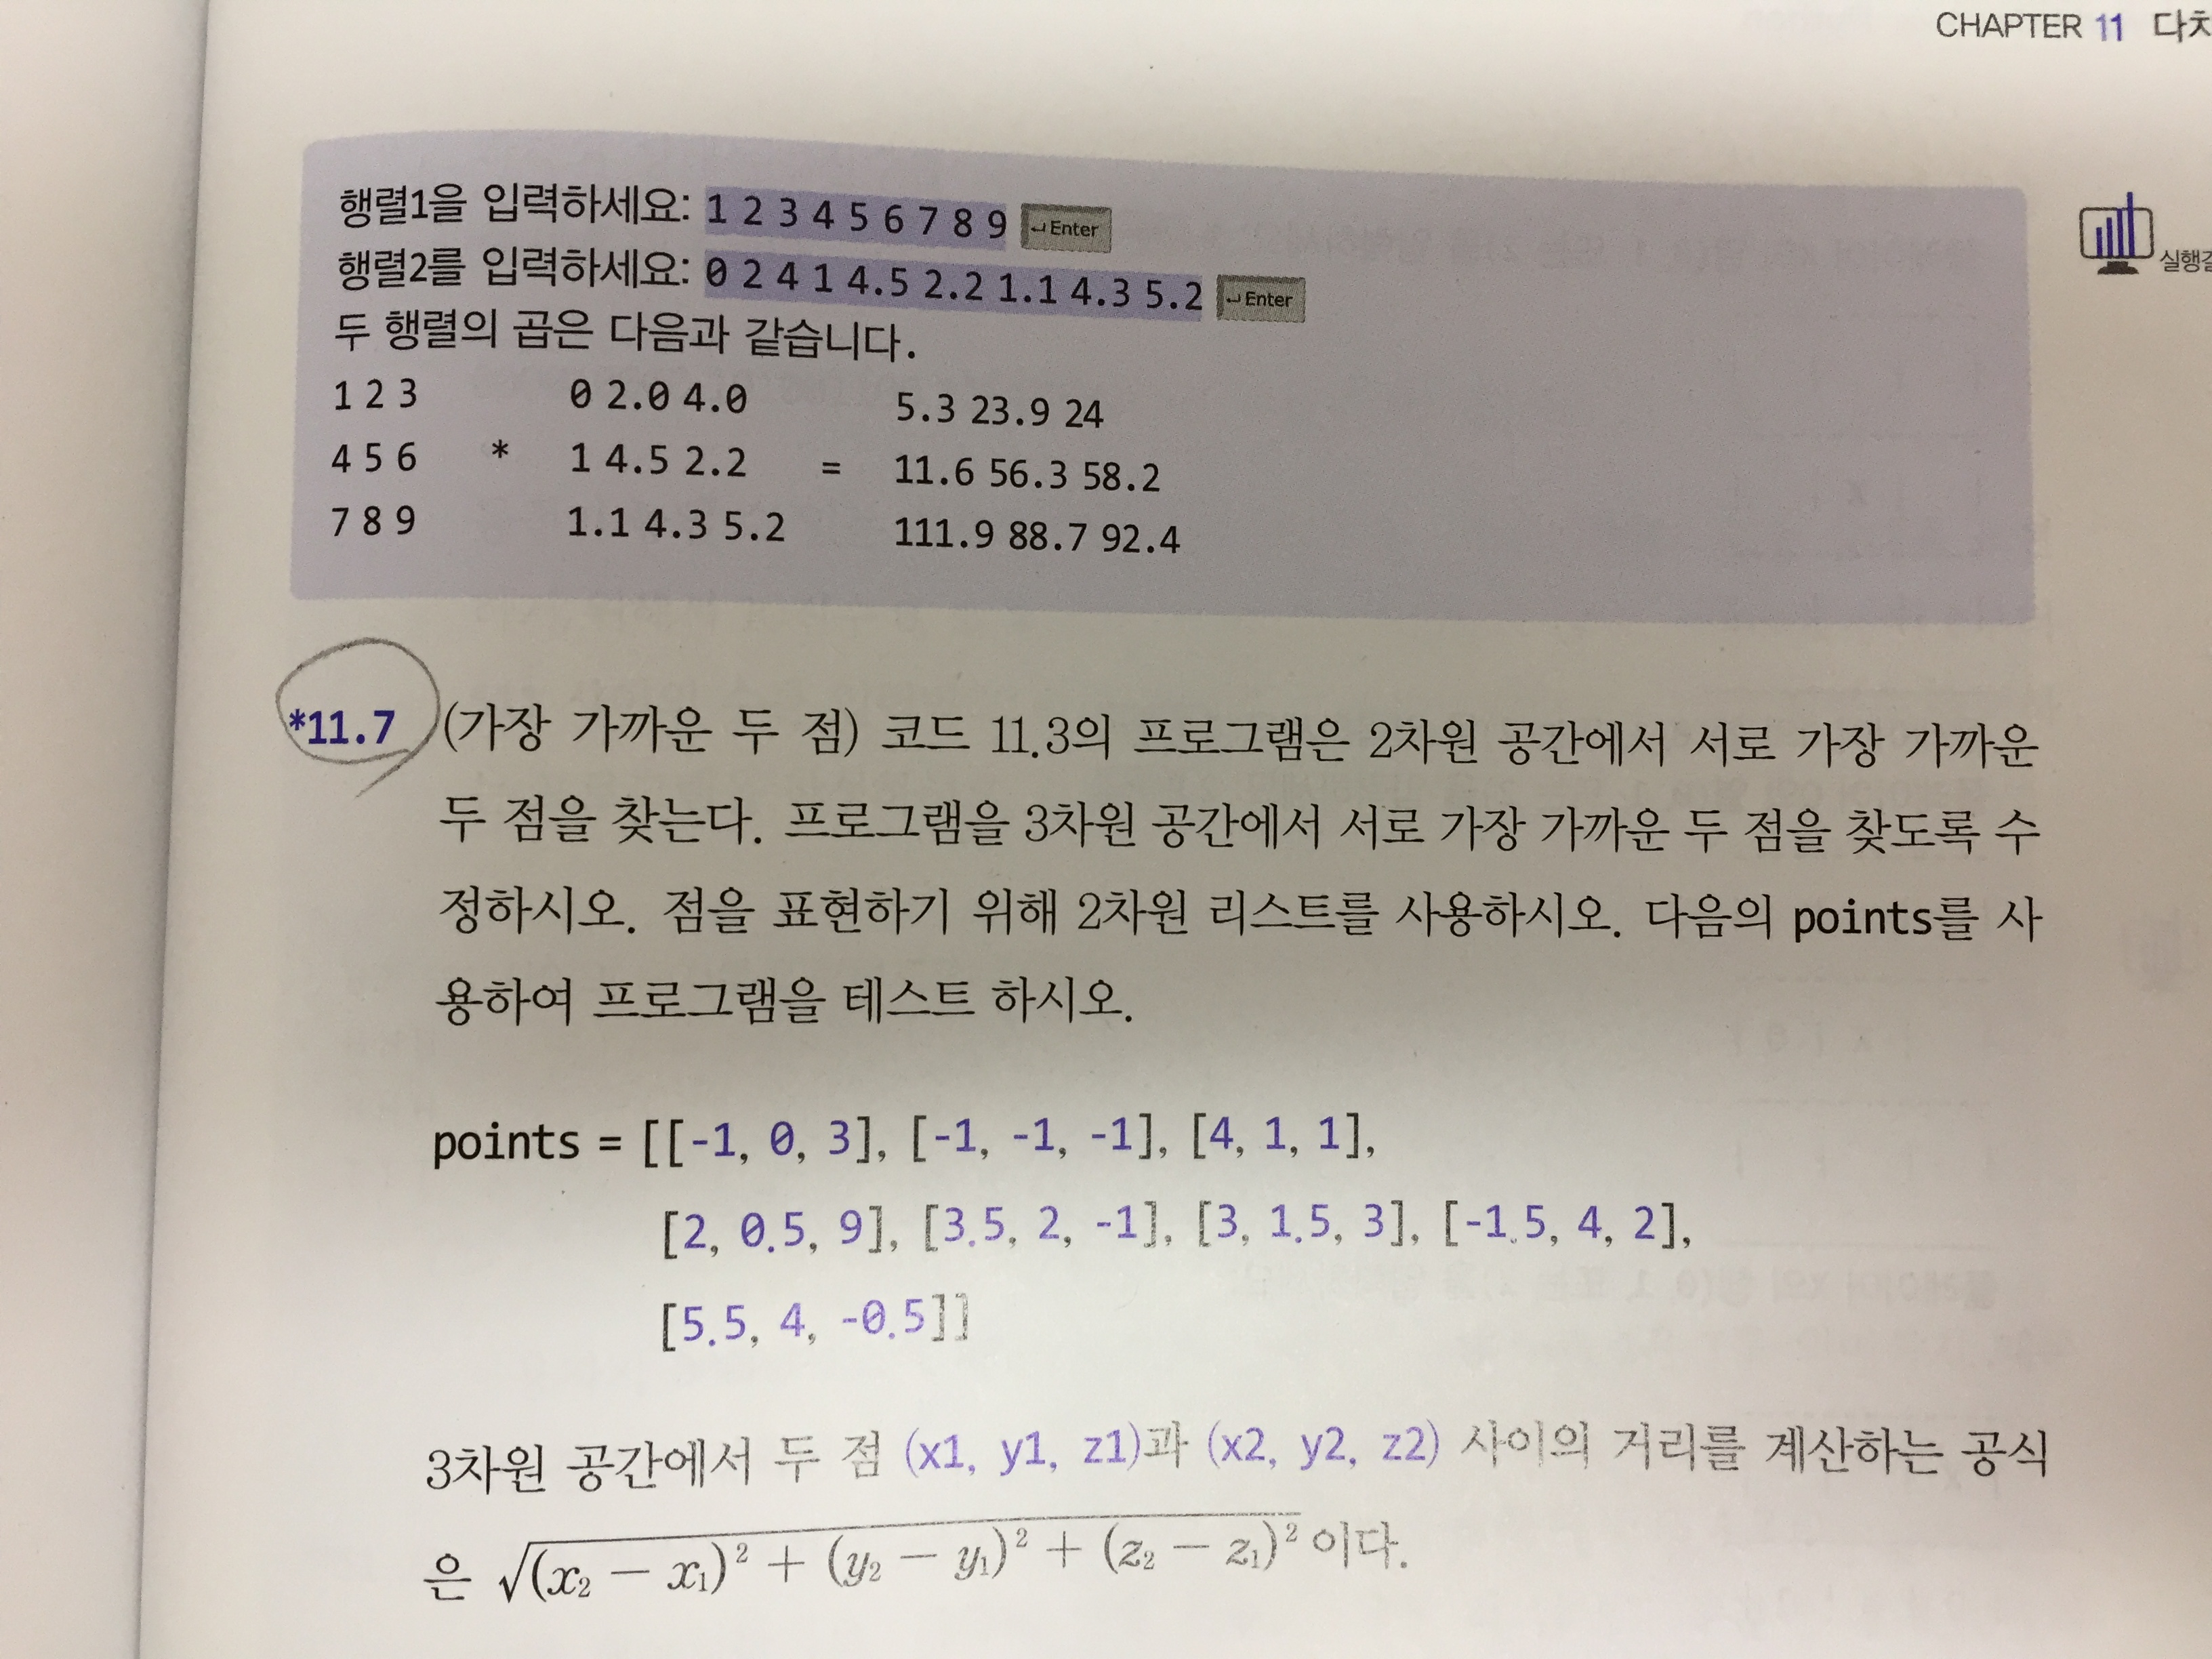 CHAPTER 11
행렬1을 입력하세요: 1 2 3 4 5 6 7 8 9 ↵Enter
행렬2를 입력하세요: 0 2 4 1 4.5 2.2 1.1 4.3 5.2 ↵Enter
두 행렬의 곱은 다음과 같습니다.
1 2 3 0 2.0 4.0 5.3 23.9 24
4 5 6 * 1 4.5 2.2 = 11.6 56.3 58.2
7 8 9 1.1 4.3 5.2 111.9 88.7 92.4
*11.7 (가장 가까운 두 점) 코드 11.3의 프로그램은 2차원 공간에서 서로 가장 가까운
두 점을 찾는다. 프로그램을 3차원 공간에서 서로 가장 가까운 두 점을 찾도록 수
정하시오. 점을 표현하기 위해 2차원 리스트를 사용하시오. 다음의 points를 사
용하여 프로그램을 테스트 하시오.
points = [[-1, 0, 3], [-1, -1, -1], [4, 1, 1],
[2, 0.5, 9], [3.5, 2, -1], [3, 1.5, 3], [-1.5, 4, 2],
[5.5, 4, -0.5]]
3차원 공간에서 두 점 (x1, y1, z1)과 (x2, y2, z2) 사이의 거리를 계산하는 공식
은 √(x₂ − x₁)² + (y₂ − y₁)² + (z₂ − z₁)² 이다.